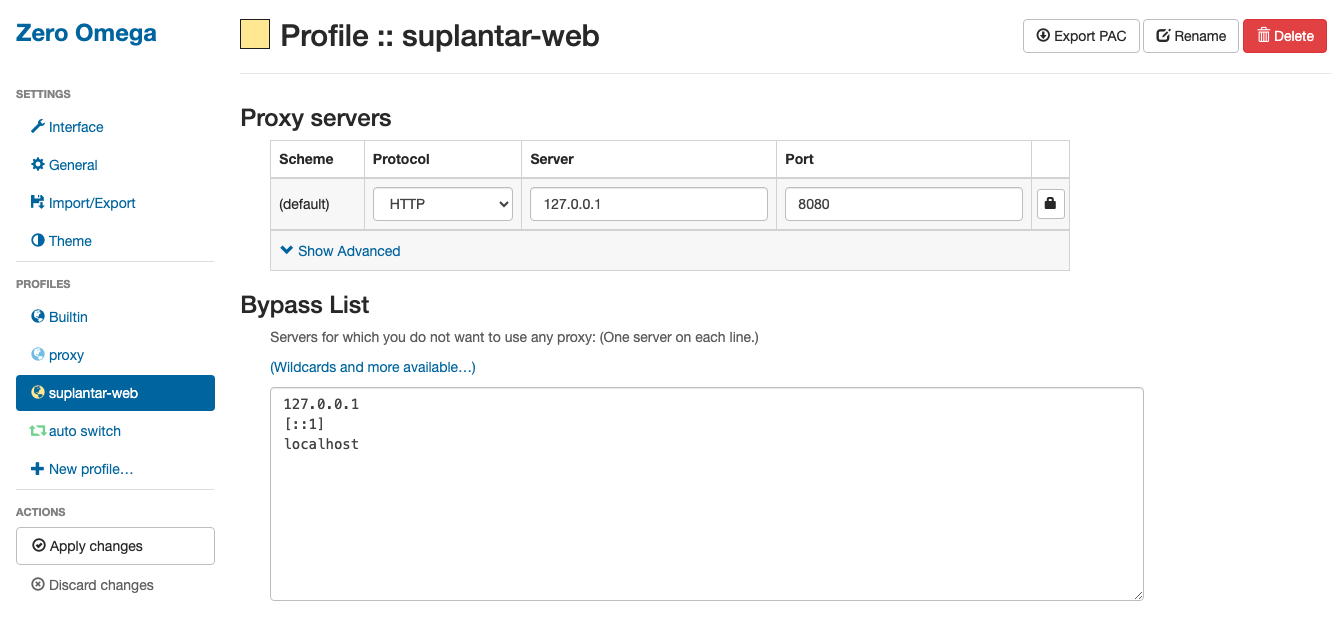 Zero Omega
SETTINGS
Interface
General
Import/Export
Theme
PROFILES
Builtin
proxy
suplantar-web
auto switch
New profile…
ACTIONS
Apply changes
Discard changes
Profile :: suplantar-web
Export PAC
Rename
Delete
Proxy servers
Scheme Protocol Server Port
(default) HTTP 127.0.0.1 8080
Show Advanced
Bypass List
Servers for which you do not want to use any proxy: (One server on each line.)
(Wildcards and more available…)
127.0.0.1
[::1]
localhost